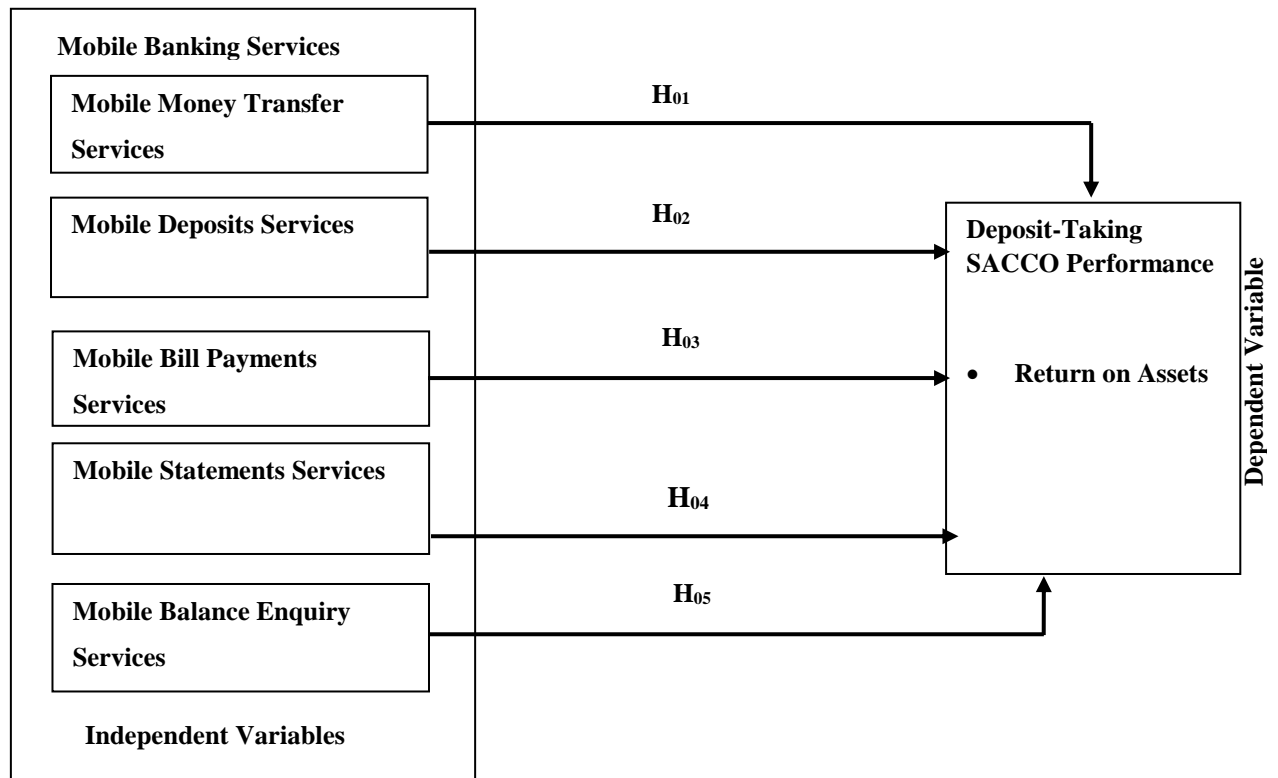 Mobile Banking Services
Mobile Money Transfer
Services
H01
Mobile Deposits Services
H02
Mobile Bill Payments
Services
H03
Mobile Statements Services
H04
Mobile Balance Enquiry
Services
H05
Independent Variables
Deposit-Taking
SACCO Performance
• Return on Assets
Dependent Variable